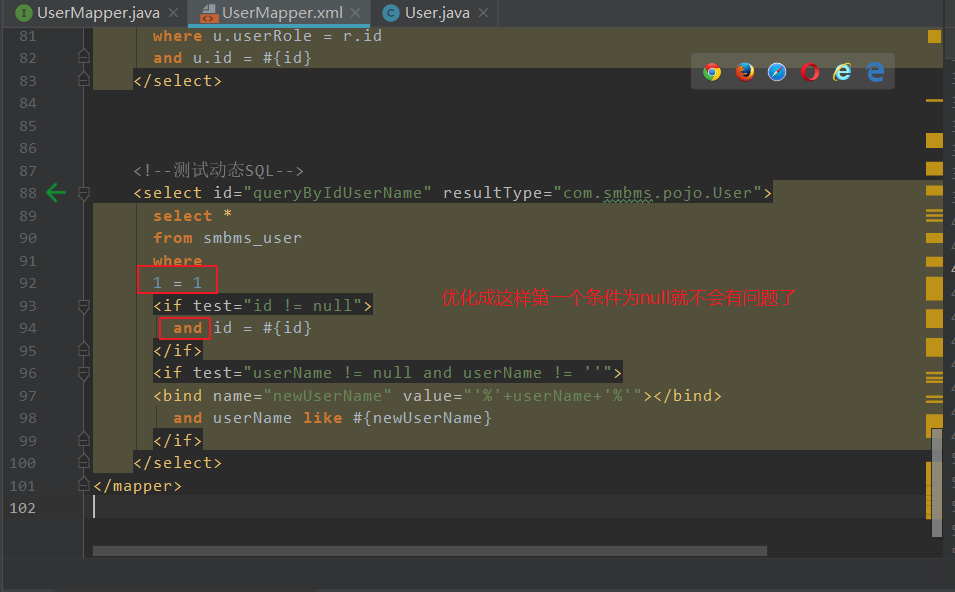 UserMapper.java
UserMapper.xml
User.java
81 where u.userRole = r.id
82 and u.id = #{id}
83 </select>
84
85
86
87 <!--测试动态SQL-->
88 <select id="queryByIdUserName" resultType="com.smbms.pojo.User">
89 select *
90 from smbms_user
91 where
92 1 = 1
93 <if test="id != null">
优化成这样第一个条件为null就不会有问题了
94 and id = #{id}
95 </if>
96 <if test="userName != null and userName != ''">
97 <bind name="newUserName" value="'%'+userName+'%'"></bind>
98 and userName like #{newUserName}
99 </if>
100 </select>
101 </mapper>
102